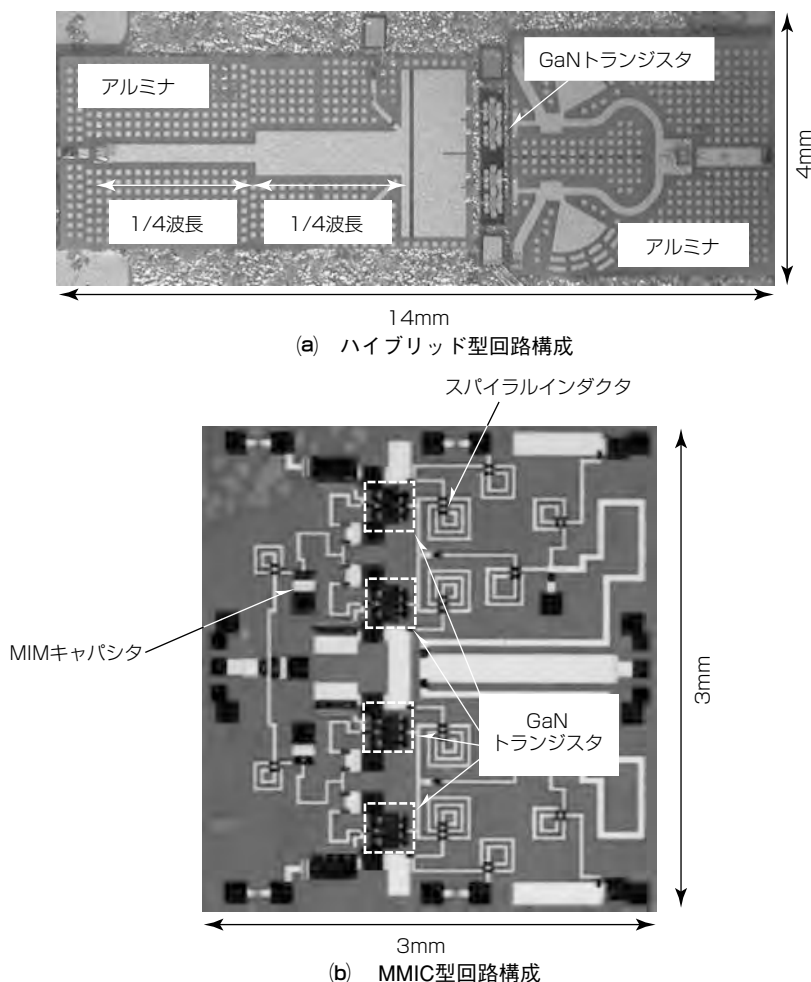 アルミナ
GaNトランジスタ
1/4波長
1/4波長
アルミナ
4mm
14mm
(a) ハイブリッド型回路構成
スパイラルインダクタ
MIMキャパシタ
GaN
トランジスタ
3mm
3mm
(b) MMIC型回路構成